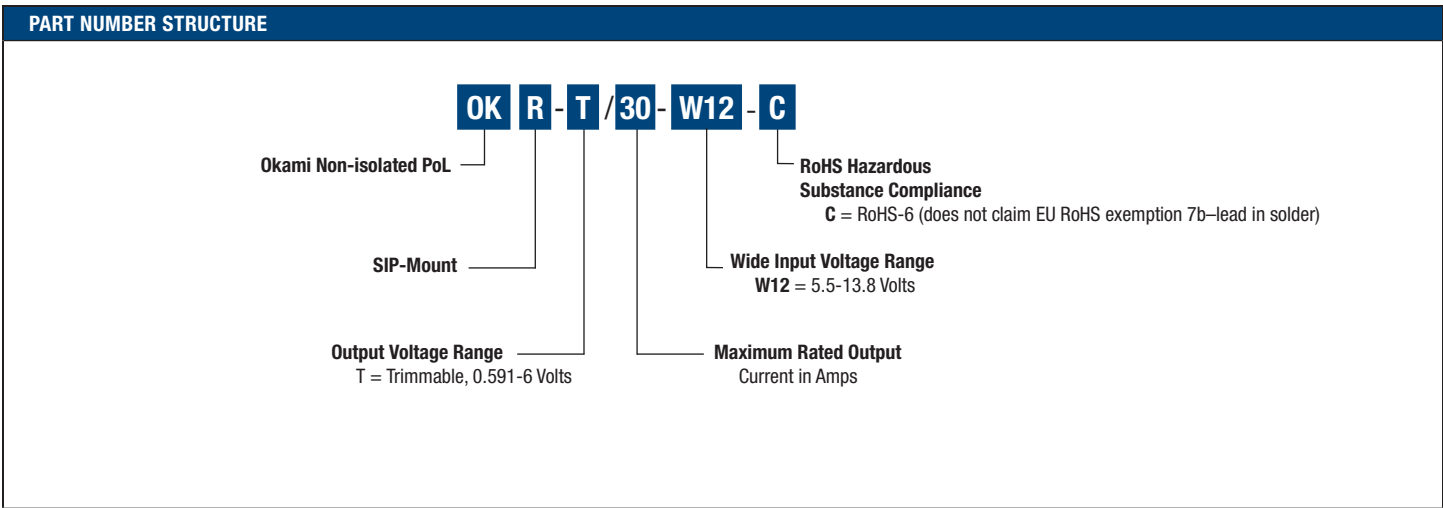 PART NUMBER STRUCTURE
OK R - T / 30 - W12 - C
Okami Non-isolated PoL
RoHS Hazardous
Substance Compliance
C = RoHS-6 (does not claim EU RoHS exemption 7b–lead in solder)
SIP-Mount
Wide Input Voltage Range
W12 = 5.5-13.8 Volts
Output Voltage Range
T = Trimmable, 0.591-6 Volts
Maximum Rated Output
Current in Amps